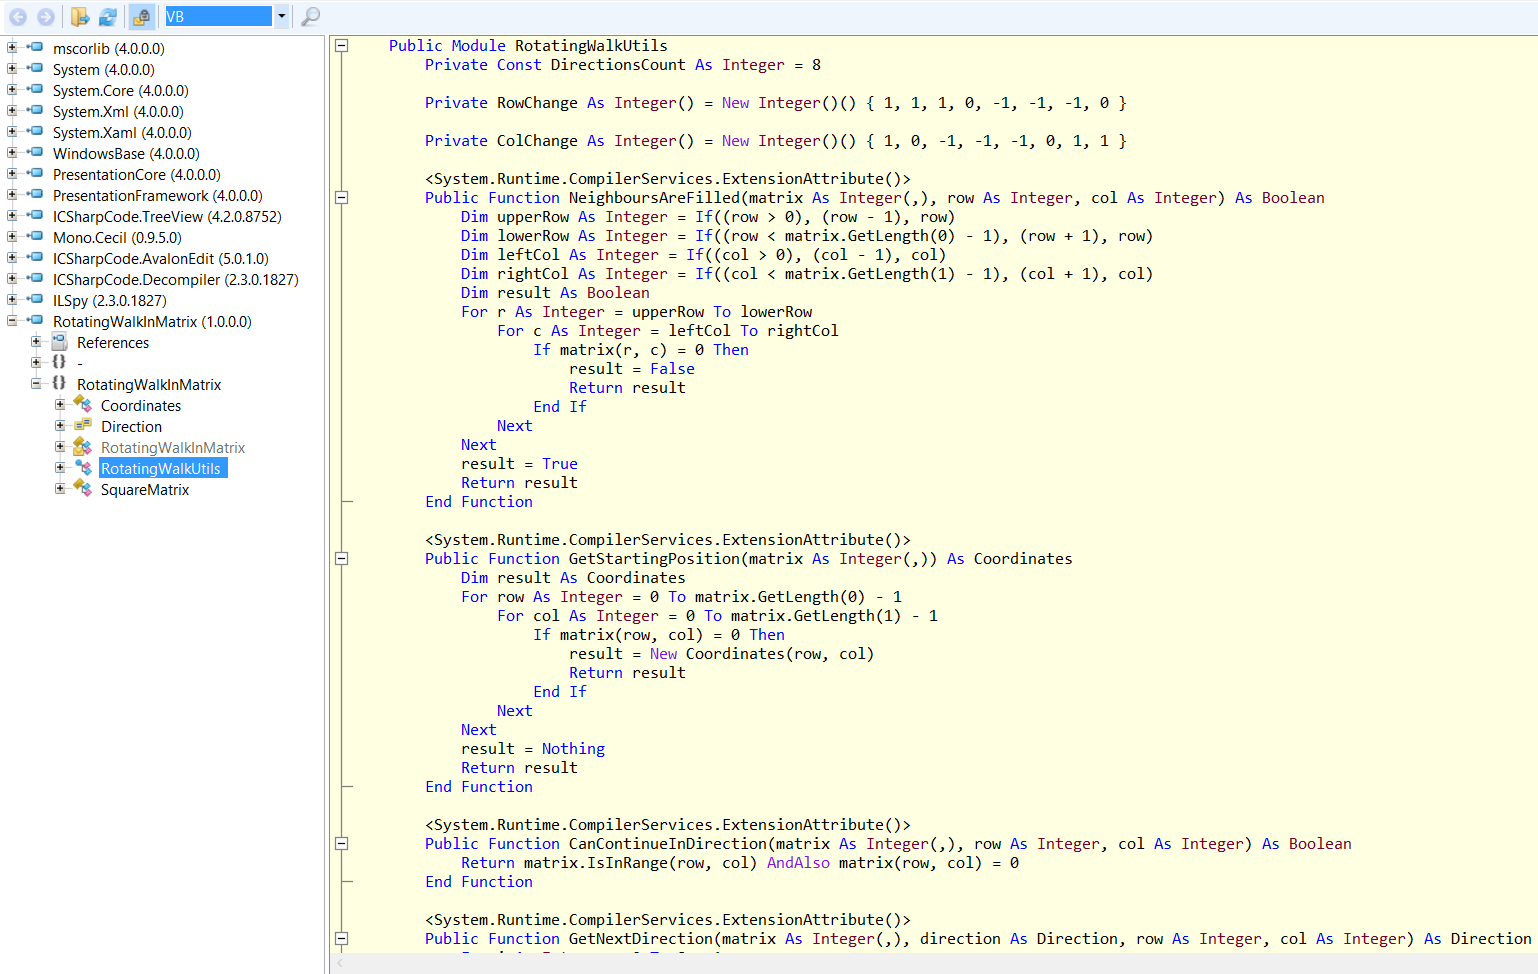 VB
mscorlib (4.0.0.0)
System (4.0.0.0)
System.Core (4.0.0.0)
System.Xml (4.0.0.0)
System.Xaml (4.0.0.0)
WindowsBase (4.0.0.0)
PresentationCore (4.0.0.0)
PresentationFramework (4.0.0.0)
ICSharpCode.TreeView (4.2.0.8752)
Mono.Cecil (0.9.5.0)
ICSharpCode.AvalonEdit (5.0.1.0)
ICSharpCode.Decompiler (2.3.0.1827)
ILSpy (2.3.0.1827)
RotatingWalkInMatrix (1.0.0.0)
References
-
RotatingWalkInMatrix
Coordinates
Direction
RotatingWalkInMatrix
RotatingWalkUtils
SquareMatrix
Public Module RotatingWalkUtils
Private Const DirectionsCount As Integer = 8
Private RowChange As Integer() = New Integer()() { 1, 1, 1, 0, -1, -1, -1, 0 }
Private ColChange As Integer() = New Integer()() { 1, 0, -1, -1, -1, 0, 1, 1 }
<System.Runtime.CompilerServices.ExtensionAttribute()>
Public Function NeighboursAreFilled(matrix As Integer(,), row As Integer, col As Integer) As Boolean
Dim upperRow As Integer = If((row > 0), (row - 1), row)
Dim lowerRow As Integer = If((row < matrix.GetLength(0) - 1), (row + 1), row)
Dim leftCol As Integer = If((col > 0), (col - 1), col)
Dim rightCol As Integer = If((col < matrix.GetLength(1) - 1), (col + 1), col)
Dim result As Boolean
For r As Integer = upperRow To lowerRow
For c As Integer = leftCol To rightCol
If matrix(r, c) = 0 Then
result = False
Return result
End If
Next
Next
result = True
Return result
End Function
<System.Runtime.CompilerServices.ExtensionAttribute()>
Public Function GetStartingPosition(matrix As Integer(,)) As Coordinates
Dim result As Coordinates
For row As Integer = 0 To matrix.GetLength(0) - 1
For col As Integer = 0 To matrix.GetLength(1) - 1
If matrix(row, col) = 0 Then
result = New Coordinates(row, col)
Return result
End If
Next
Next
result = Nothing
Return result
End Function
<System.Runtime.CompilerServices.ExtensionAttribute()>
Public Function CanContinueInDirection(matrix As Integer(,), row As Integer, col As Integer) As Boolean
Return matrix.IsInRange(row, col) AndAlso matrix(row, col) = 0
End Function
<System.Runtime.CompilerServices.ExtensionAttribute()>
Public Function GetNextDirection(matrix As Integer(,), direction As Direction, row As Integer, col As Integer) As Direction